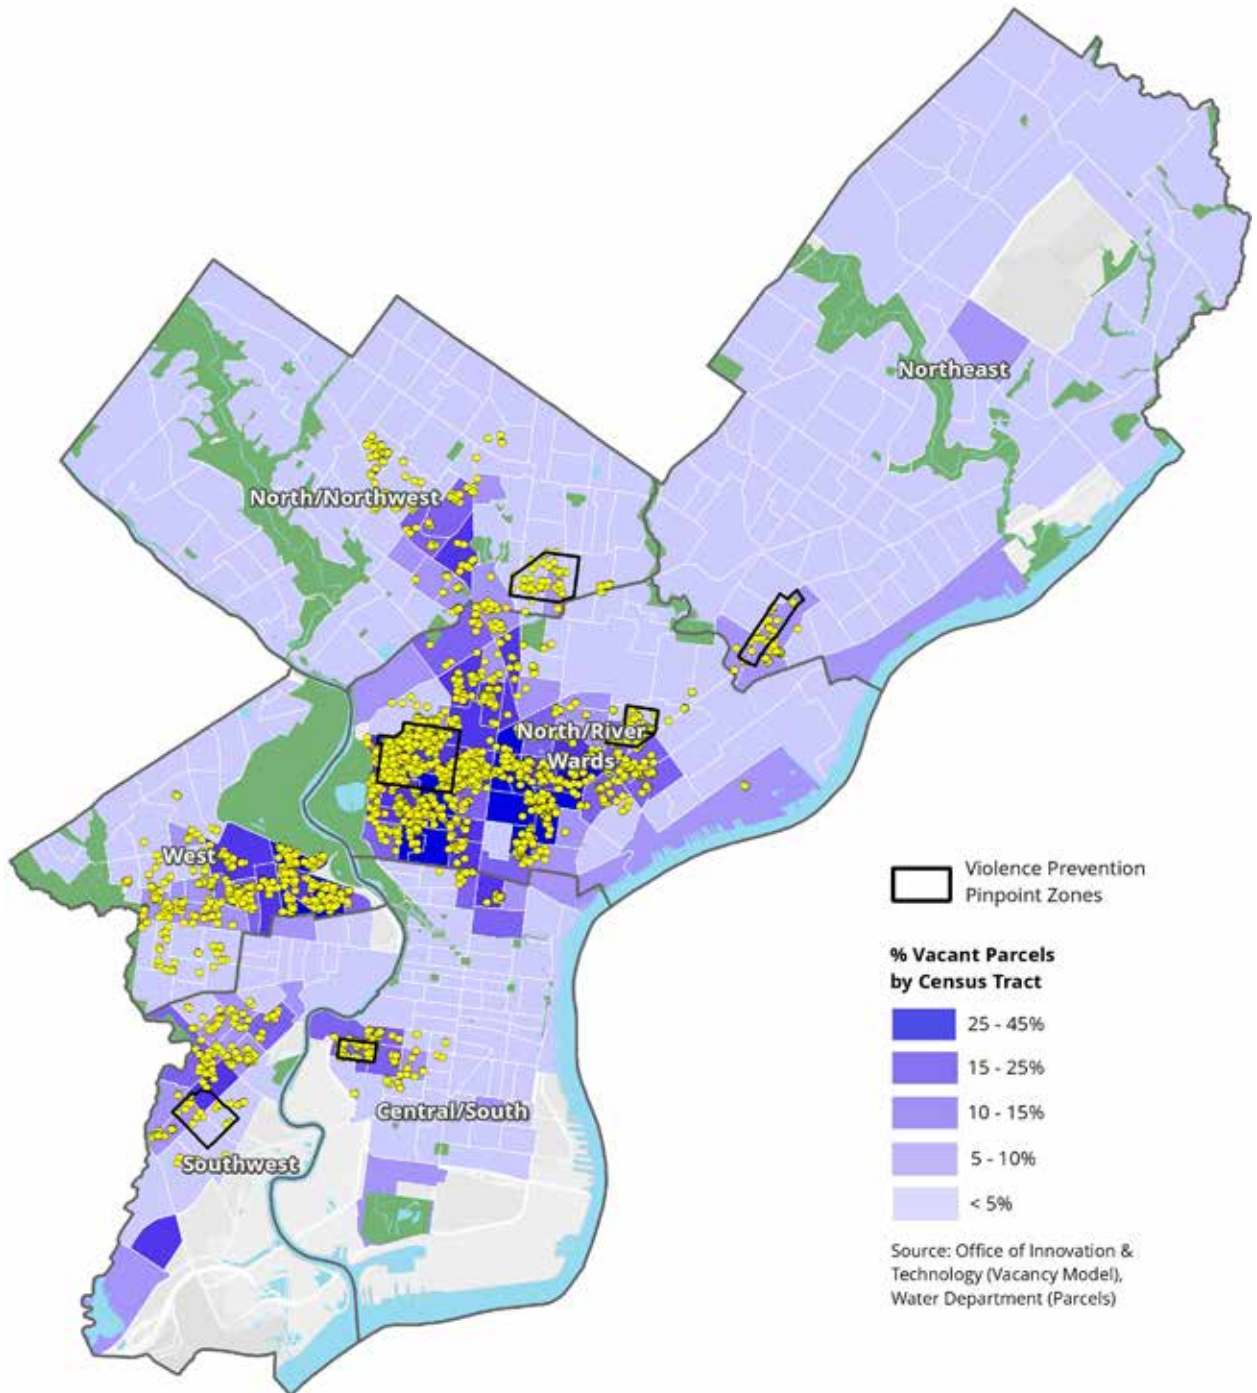 Northeast
North/Northwest
North/River
Wards
West
Central/South
Southwest
Violence Prevention
Pinpoint Zones
% Vacant Parcels
by Census Tract
25 - 45%
15 - 25%
10 - 15%
5 - 10%
< 5%
Source: Office of Innovation &
Technology (Vacancy Model),
Water Department (Parcels)